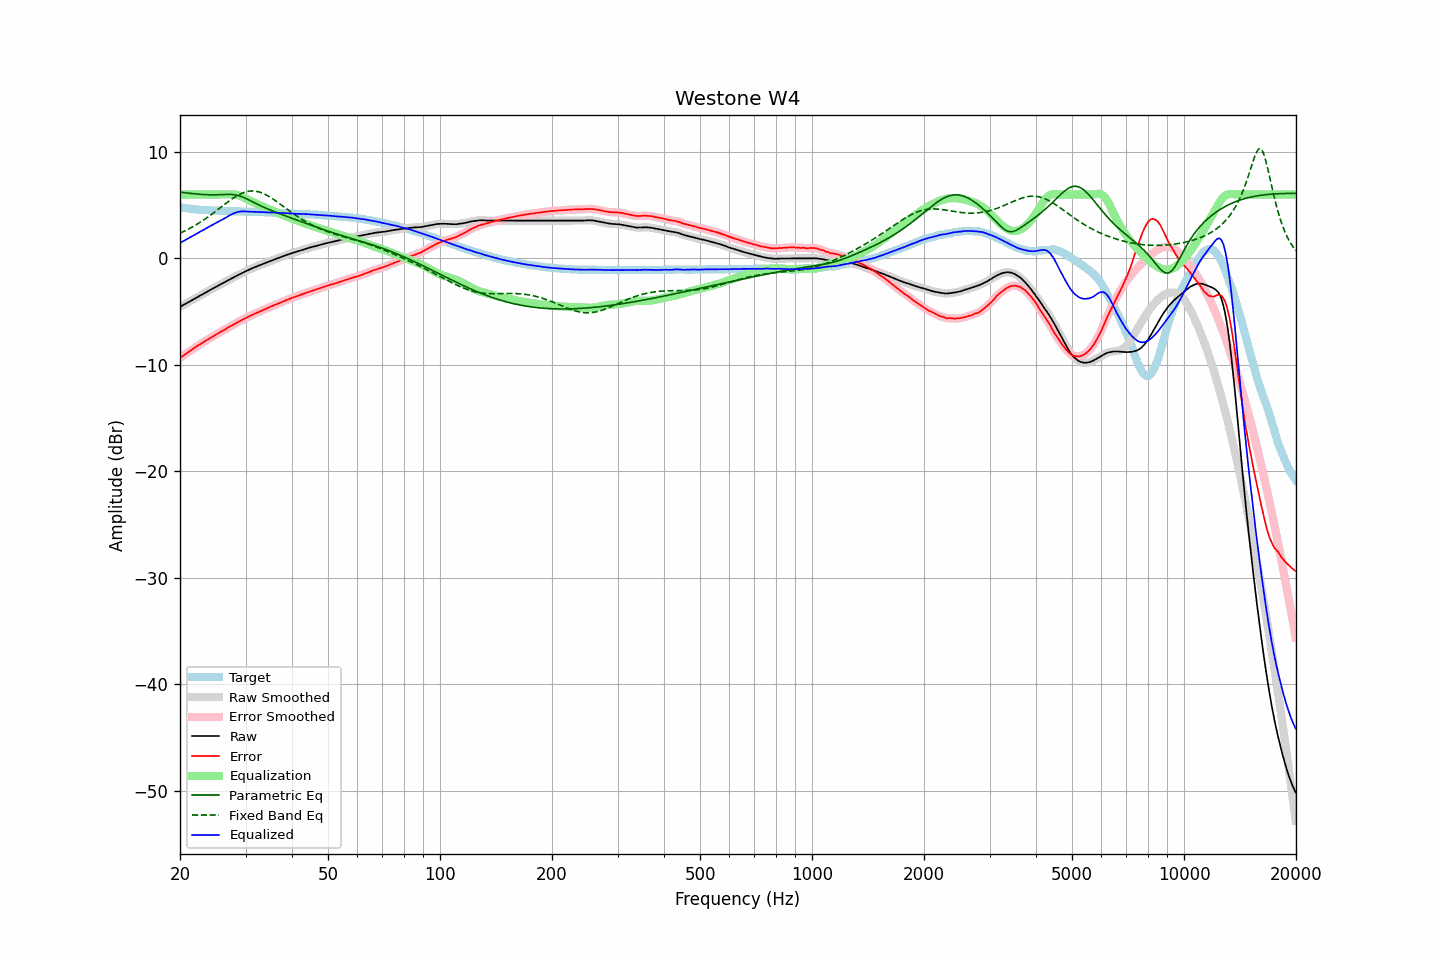 Westone W4
10
0
−10
−20
−30
−40
−50
Amplitude (dBr)
Target
Raw Smoothed
Error Smoothed
Raw
Error
Equalization
Parametric Eq
Fixed Band Eq
Equalized
20 50 100 200 500 1000 2000 5000 10000 20000
Frequency (Hz)